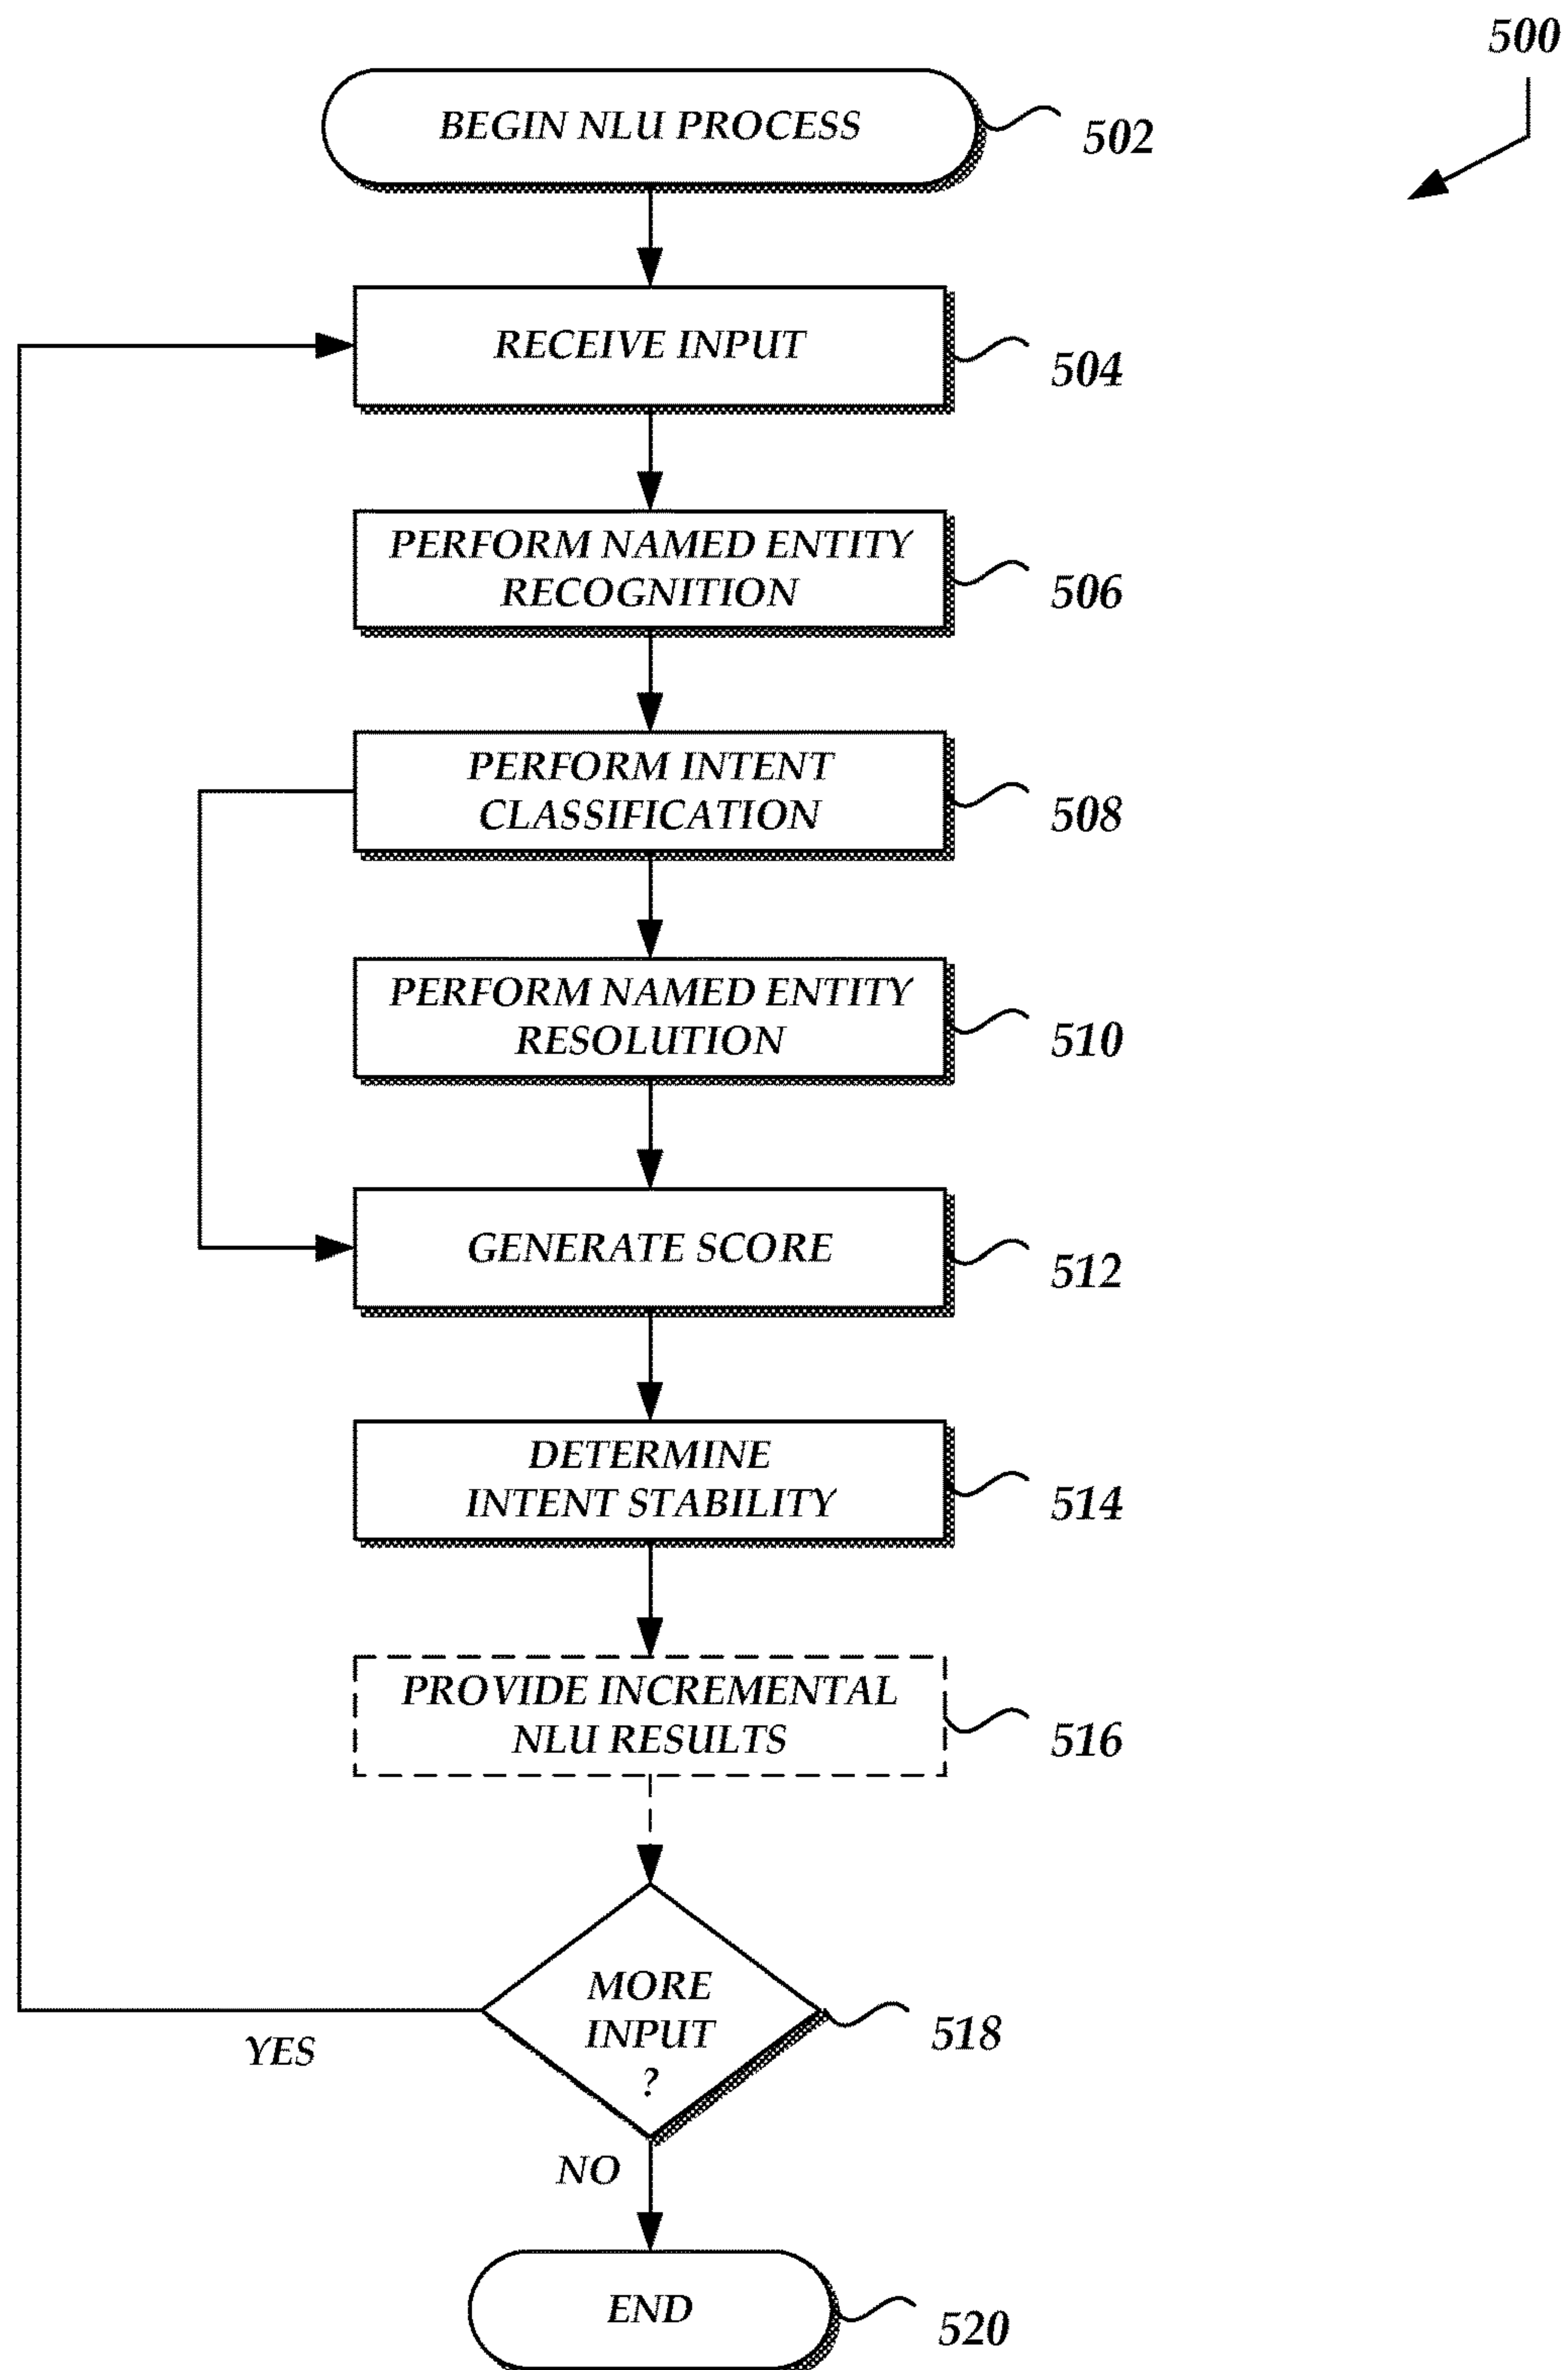 500
BEGIN NLU PROCESS
502
RECEIVE INPUT
504
PERFORM NAMED ENTITY
RECOGNITION
506
PERFORM INTENT
CLASSIFICATION
508
PERFORM NAMED ENTITY
RESOLUTION
510
GENERATE SCORE
512
DETERMINE
INTENT STABILITY
514
PROVIDE INCREMENTAL
NLU RESULTS
516
MORE
INPUT
?
518
YES
NO
END
520